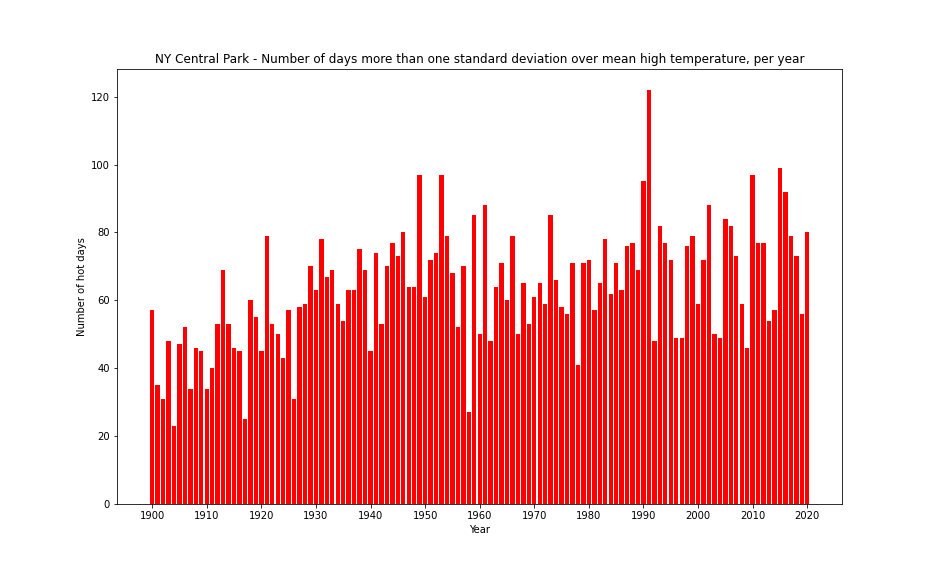 NY Central Park - Number of days more than one standard deviation over mean high temperature, per year
120
100
80
60
40
20
0
Number of hot days
1900 1910 1920 1930 1940 1950 1960 1970 1980 1990 2000 2010 2020
Year